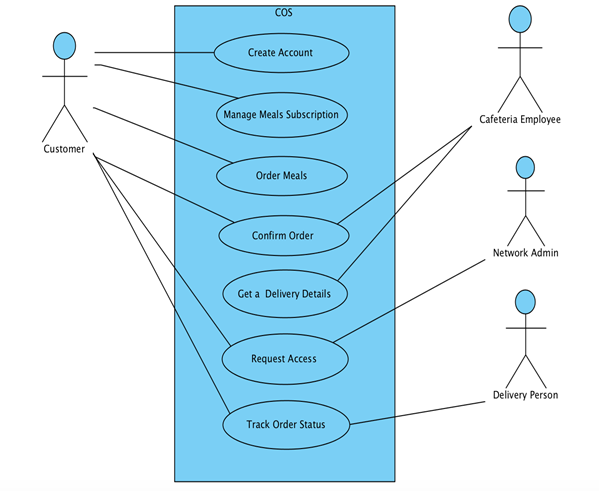 COS
Create Account
Manage Meals Subscription
Cafeteria Employee
Customer
Order Meals
Confirm Order
Network Admin
Get a Delivery Details
Request Access
Delivery Person
Track Order Status